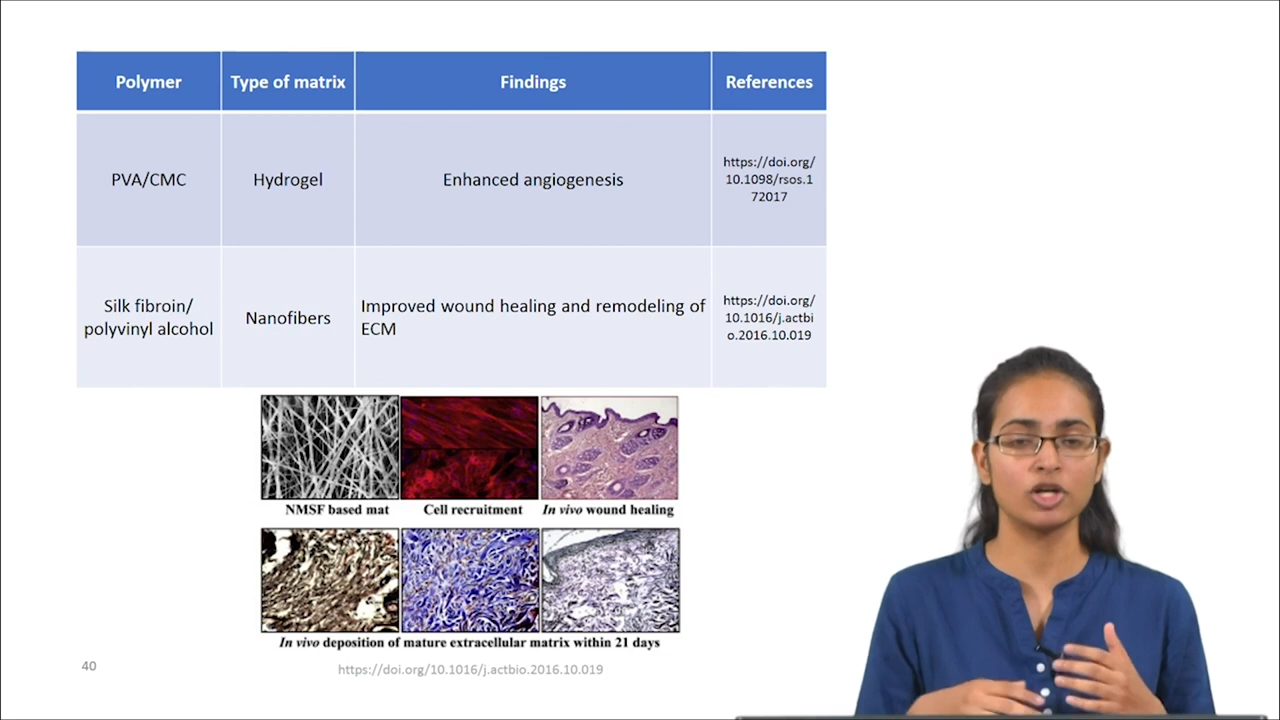 Polymer
Type of matrix
Findings
References
PVA/CMC
Hydrogel
Enhanced angiogenesis
https://doi.org/
10.1098/rsos.1
72017
Silk fibroin/
polyvinyl alcohol
Nanofibers
Improved wound healing and remodeling of
ECM
https://doi.org/
10.1016/j.actbi
o.2016.10.019
NMSF based mat
Cell recruitment
In vivo wound healing
In vivo deposition of mature extracellular matrix within 21 days
40
https://doi.org/10.1016/j.actbio.2016.10.019